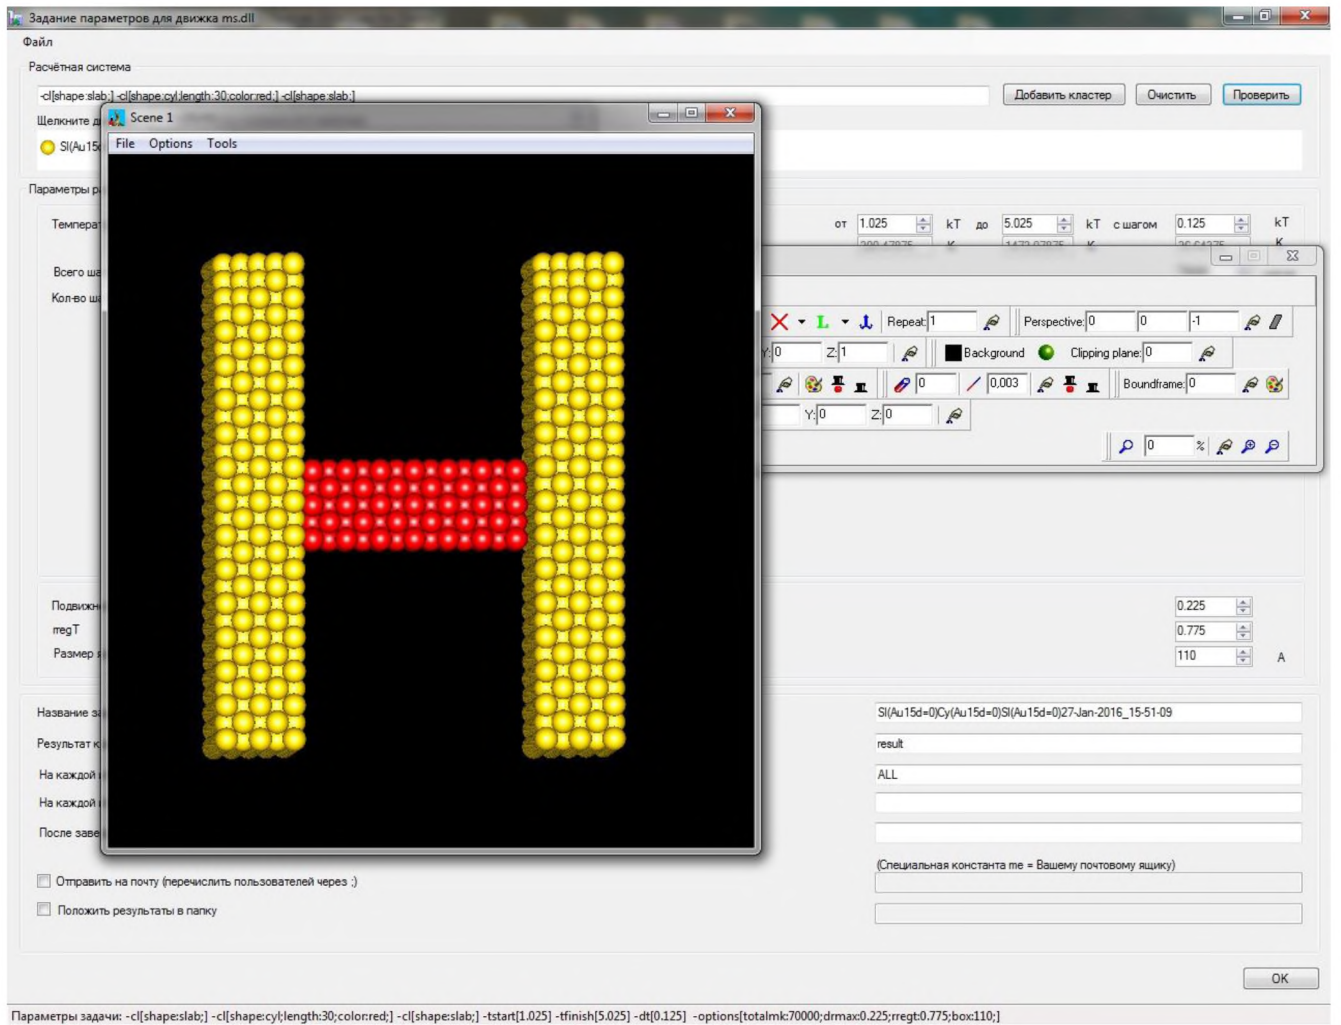 Задание параметров для движка ms.dll
Файл
Расчётная система
-cl[shape:slab;] -cl[shape:cyl;length:30;color:red;] -cl[shape:slab;]
Добавить кластер
Очистить
Проверить
Щелкните
Scene 1
File Options Tools
Sl(Au15
Параметры
от 1.025 kT до 5.025 kT с шагом 0.125 kT
K K K
Всего
Кол-во
Repeat: 1
Perspective: 0 0 -1
Y: 0 Z: 1
Background
Clipping plane: 0
0 0,003
Boundframe: 0
Y: 0 Z: 0
0 %
0.225
rregT
0.775
Размер
110 A
Название
Sl(Au15d=0)Cy(Au15d=0)Sl(Au15d=0)27-Jan-2016_15-51-09
Результат
result
На каждой
ALL
На каждой
После
(Специальная константа me = Вашему почтовому ящику)
Отправить на почту (перечислить пользователей через ;)
Положить результаты в папку
OK
Параметры задачи: -cl[shape:slab;] -cl[shape:cyl;length:30;color:red;] -cl[shape:slab;] -tstart[1.025] -tfinish[5.025] -dt[0.125] -options[totalmk:70000;drmax:0.225;rregt:0.775;box:110;]